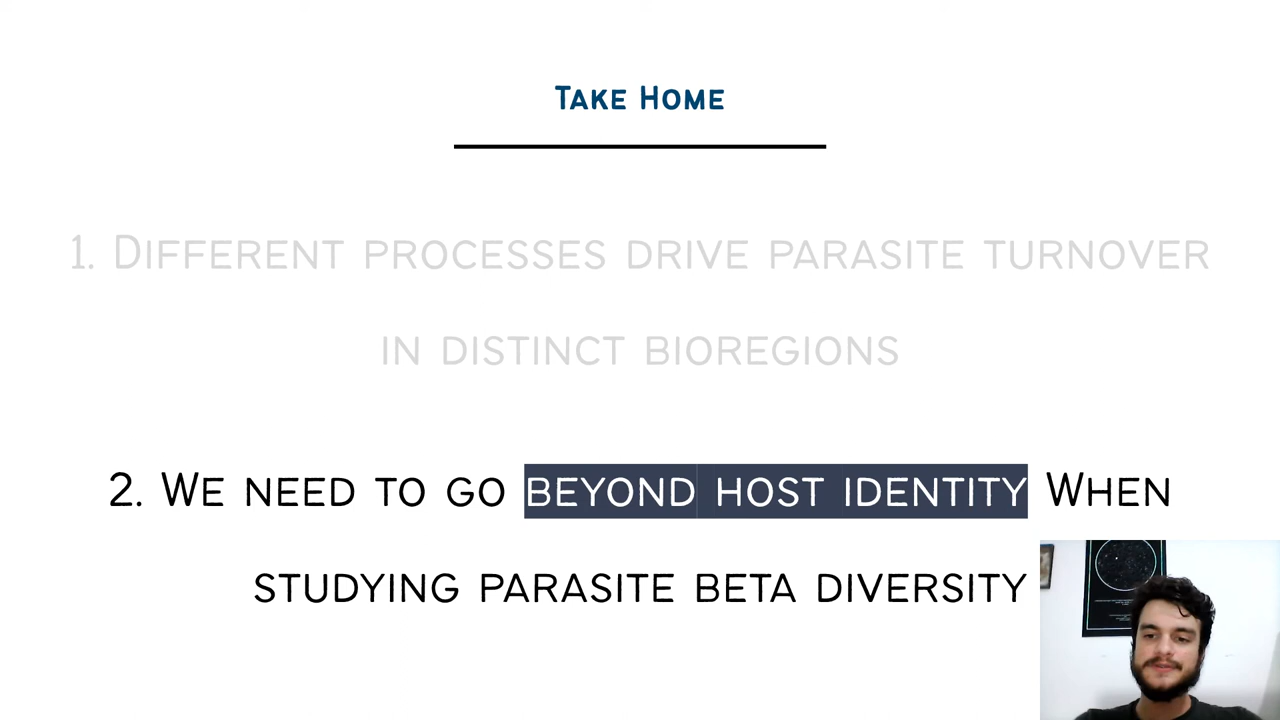 Take Home
1. Different processes drive parasite turnover
in distinct bioregions
2. We need to go beyond host identity When
studying parasite beta diversity